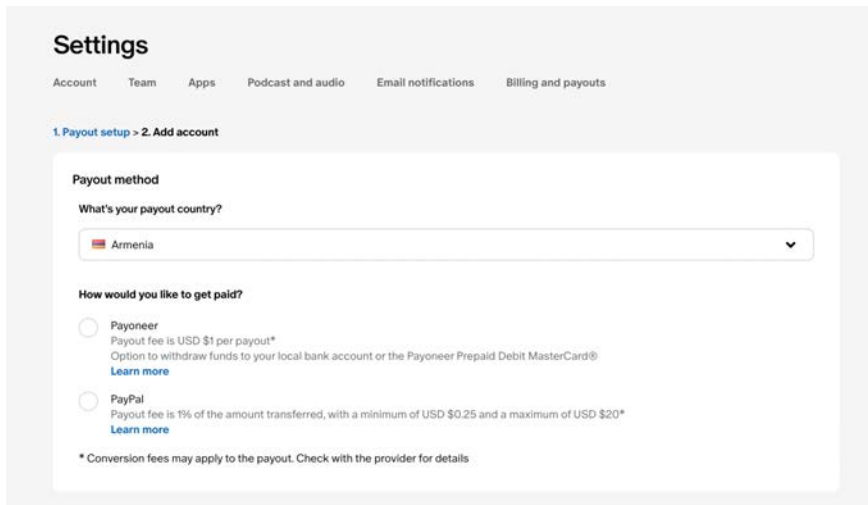 Settings
Account Team Apps Podcast and audio Email notifications Billing and payouts
1. Payout setup > 2. Add account
Payout method
What's your payout country?
Armenia
How would you like to get paid?
Payoneer
Payout fee is USD $1 per payout*
Option to withdraw funds to your local bank account or the Payoneer Prepaid Debit MasterCard®
Learn more
PayPal
Payout fee is 1% of the amount transferred, with a minimum of USD $0.25 and a maximum of USD $20*
Learn more
* Conversion fees may apply to the payout. Check with the provider for details